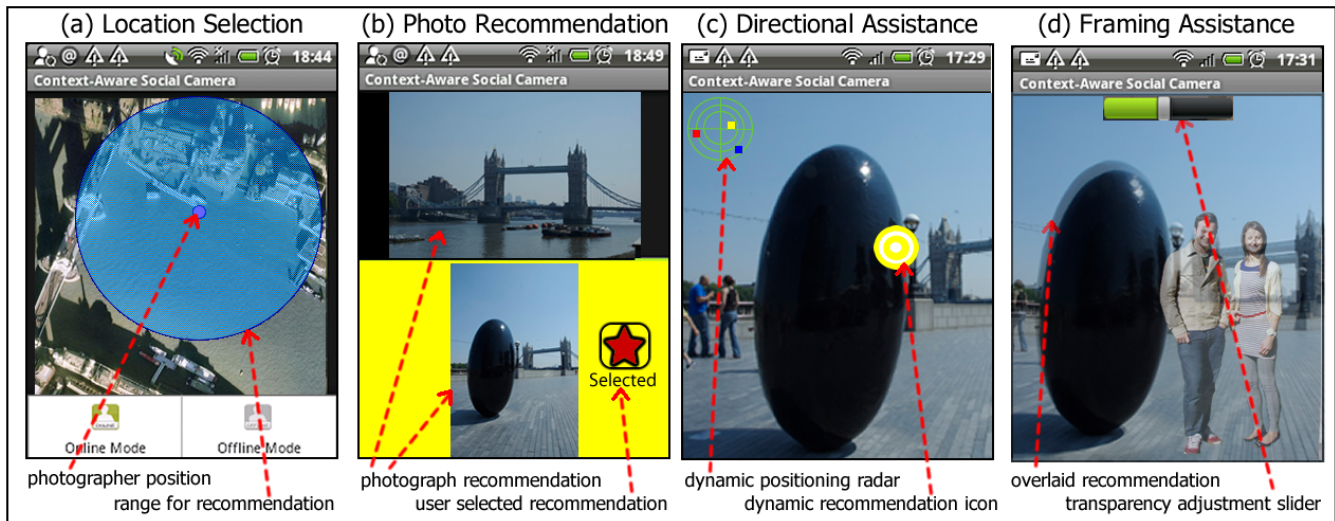 (a) Location Selection
(b) Photo Recommendation
(c) Directional Assistance
(d) Framing Assistance
18:44
18:49
17:29
17:31
Context-Aware Social Camera
Context-Aware Social Camera
Context-Aware Social Camera
Context-Aware Social Camera
Selected
Online Mode
Offline Mode
photographer position
range for recommendation
photograph recommendation
user selected recommendation
dynamic positioning radar
dynamic recommendation icon
overlaid recommendation
transparency adjustment slider